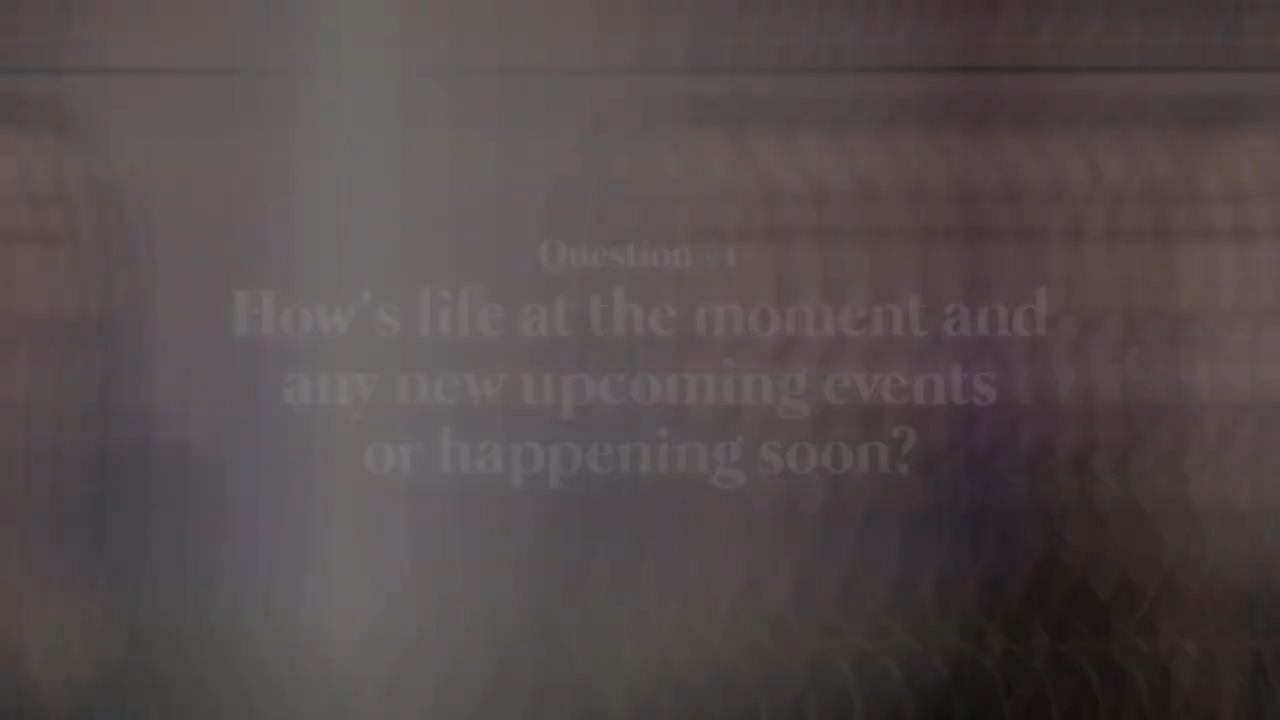 Question #1
How's life at the moment and
any new upcoming events
or happening soon?